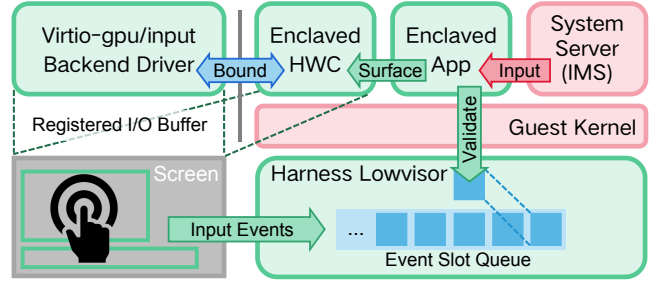 Virtio-gpu/input
Backend Driver
Bound
Enclaved
HWC
Surface
Enclaved
App
Input
System
Server
(IMS)
Registered I/O Buffer
Guest Kernel
Validate
Screen
Harness Lowvisor
Input Events
...
Event Slot Queue